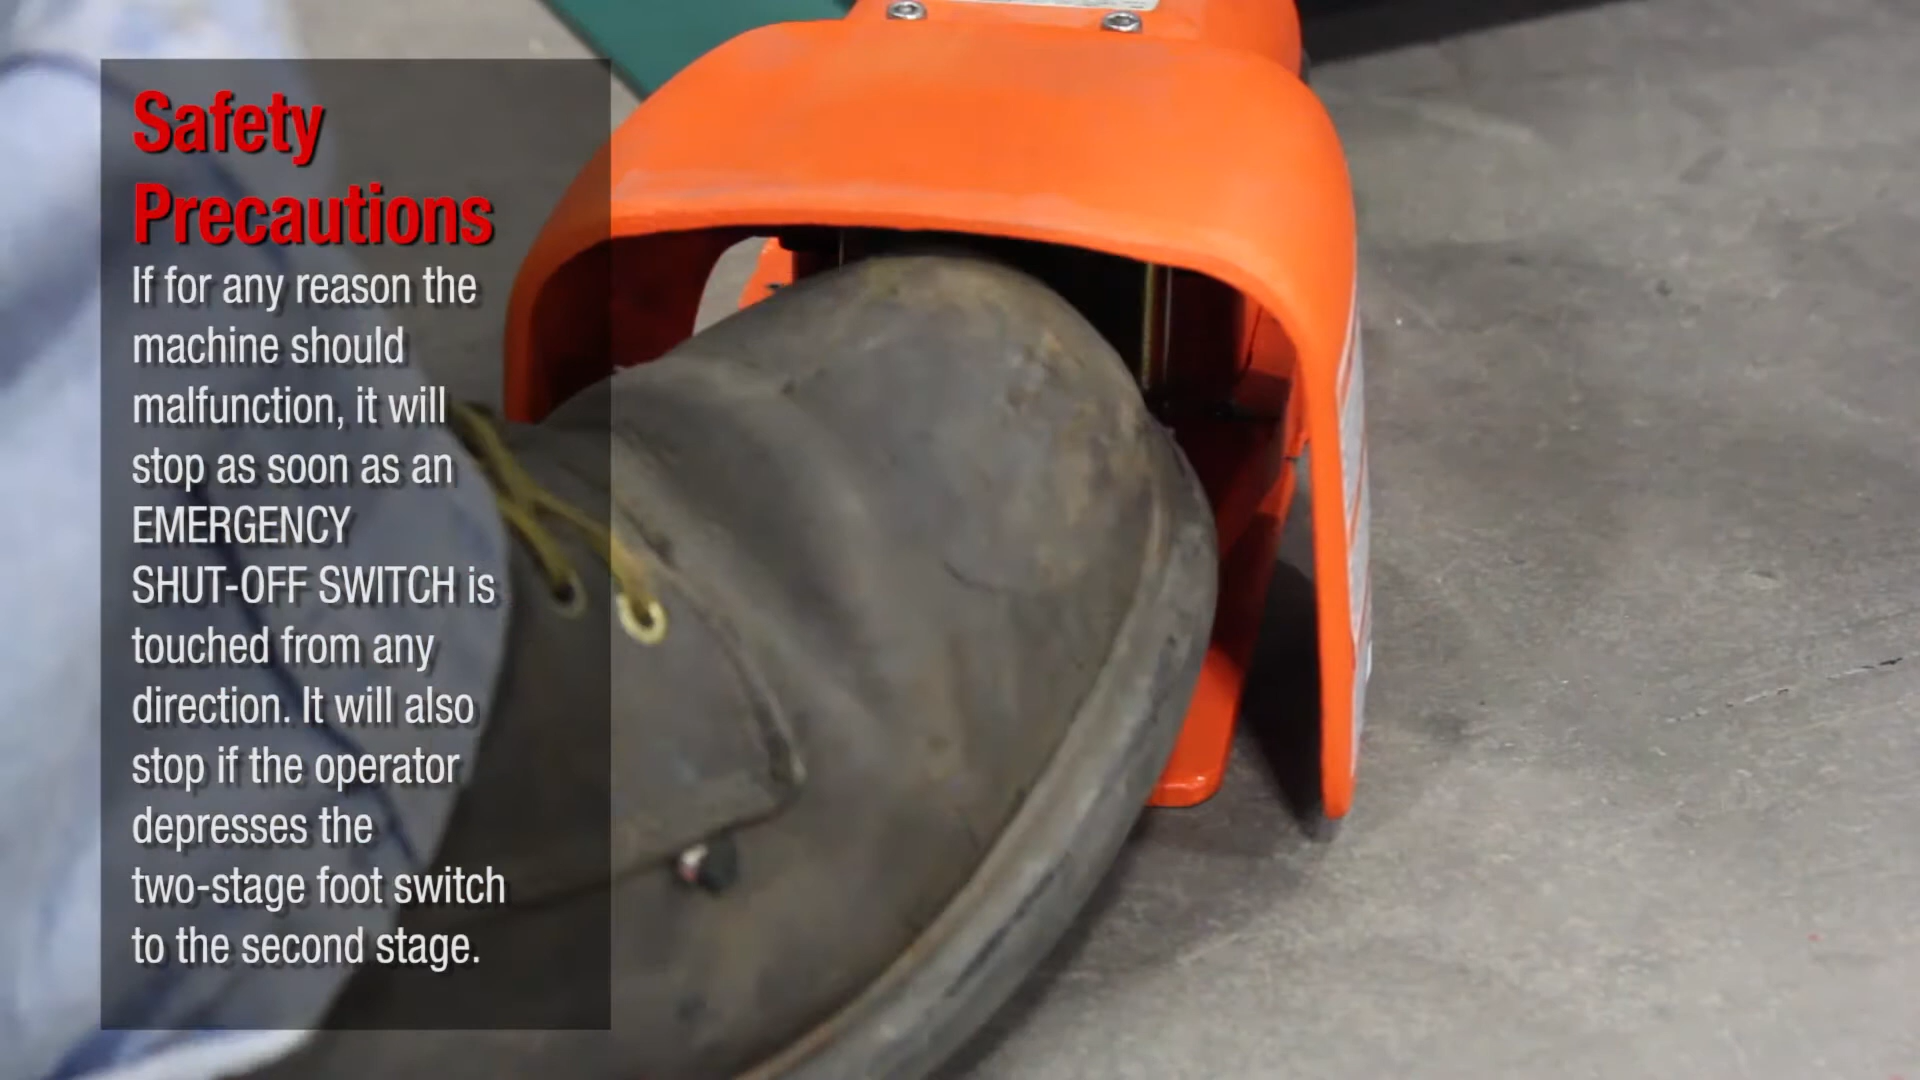 Safety
Precautions
If for any reason the
machine should
malfunction, it will
stop as soon as an
EMERGENCY
SHUT-OFF SWITCH is
touched from any
direction. It will also
stop if the operator
depresses the
two-stage foot switch
to the second stage.